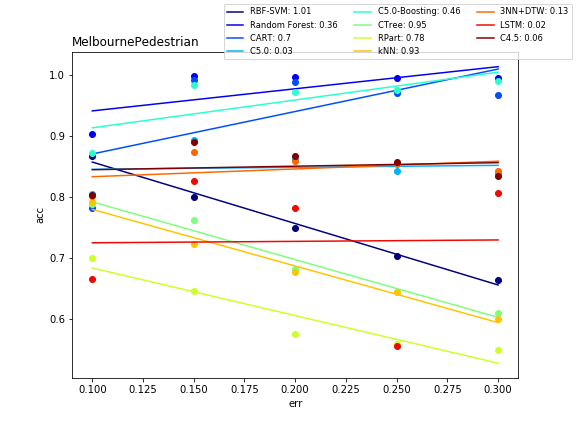 RBF-SVM: 1.01
Random Forest: 0.36
CART: 0.7
C5.0: 0.03
C5.0-Boosting: 0.46
CTree: 0.95
RPart: 0.78
kNN: 0.93
3NN+DTW: 0.13
LSTM: 0.02
C4.5: 0.06
MelbournePedestrian
acc
1.0
0.9
0.8
0.7
0.6
0.100 0.125 0.150 0.175 0.200 0.225 0.250 0.275 0.300
err